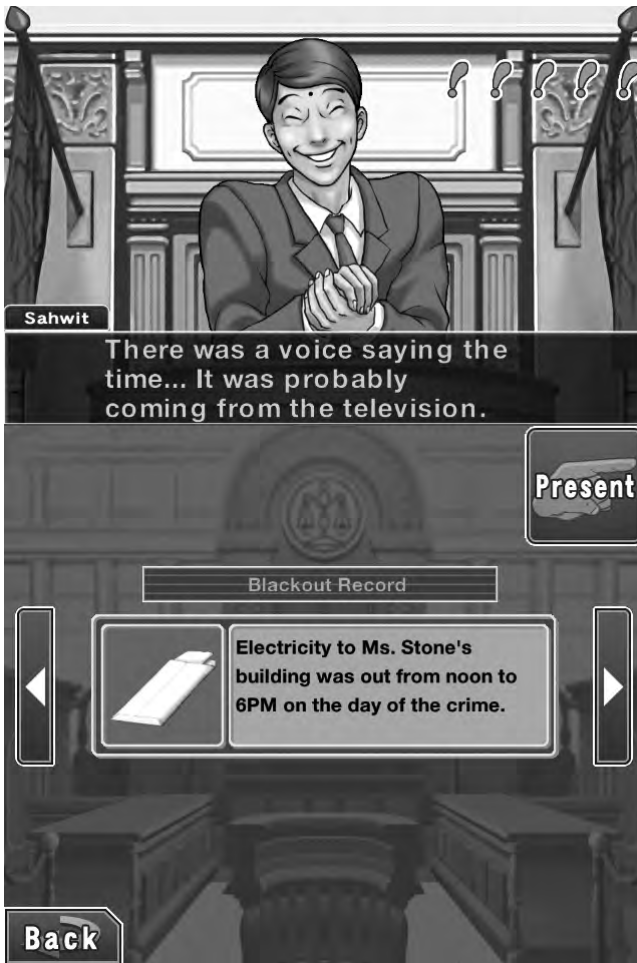 Sahwit
There was a voice saying the
time... It was probably
coming from the television.
Present
Blackout Record
Electricity to Ms. Stone's
building was out from noon to
6PM on the day of the crime.
Back